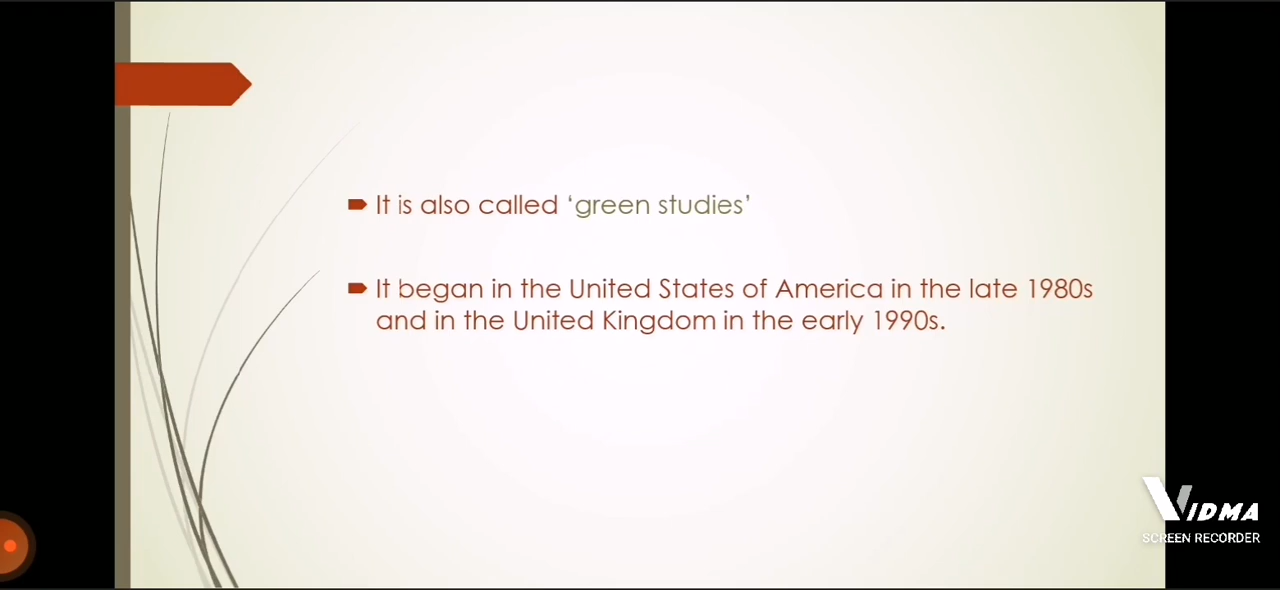 It is also called ‘green studies’
It began in the United States of America in the late 1980s
and in the United Kingdom in the early 1990s.
VIDMA
SCREEN RECORDER